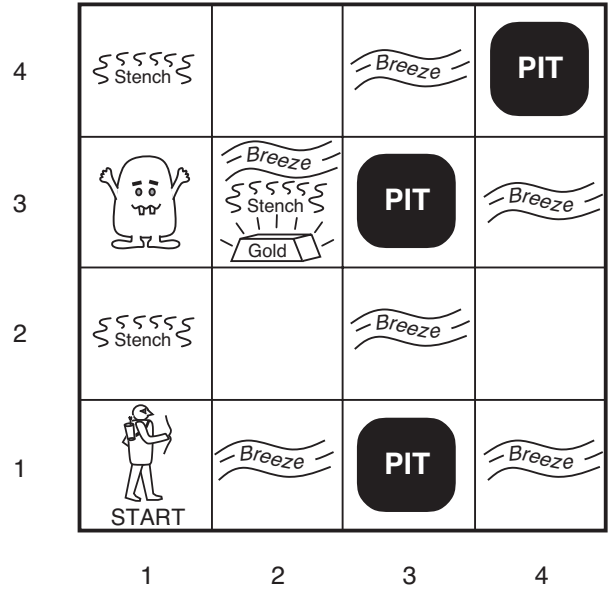 4
Stench
Breeze
PIT
3
Breeze
Stench
Gold
PIT
Breeze
2
Stench
Breeze
1
START
Breeze
PIT
Breeze
1 2 3 4